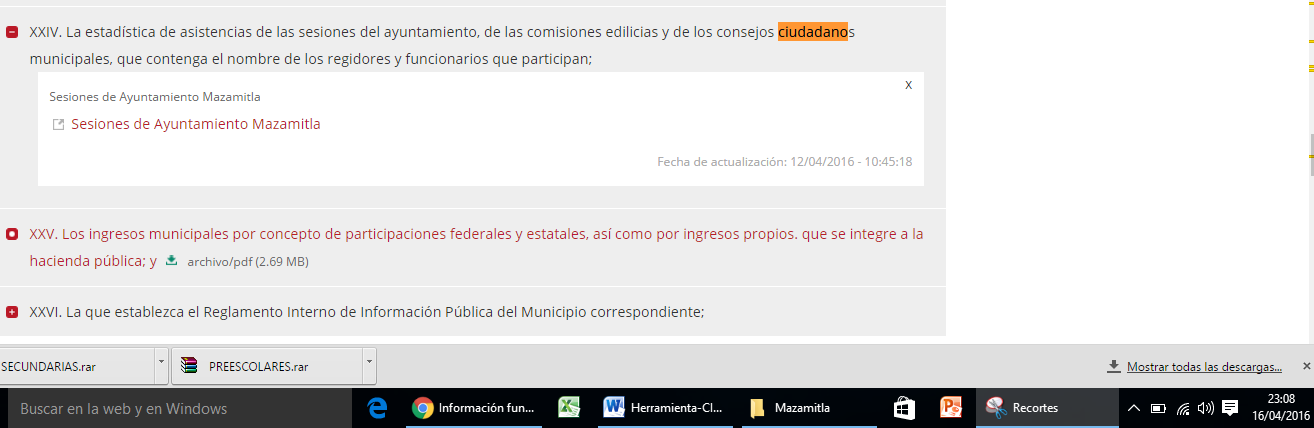 XXIV. La estadística de asistencias de las sesiones del ayuntamiento, de las comisiones edilicias y de los consejos ciudadanos
municipales, que contenga el nombre de los regidores y funcionarios que participan;
X
Sesiones de Ayuntamiento Mazamitla
Sesiones de Ayuntamiento Mazamitla
Fecha de actualización: 12/04/2016 - 10:45:18
XXV. Los ingresos municipales por concepto de participaciones federales y estatales, así como por ingresos propios. que se integre a la
hacienda pública; y archivo/pdf (2.69 MB)
XXVI. La que establezca el Reglamento Interno de Información Pública del Municipio correspondiente;
SECUNDARIAS.rar PREESCOLARES.rar Mostrar todas las descargas...
Buscar en la web y en Windows Información fun... Herramienta-Cl... Mazamitla Recortes 23:08
16/04/2016